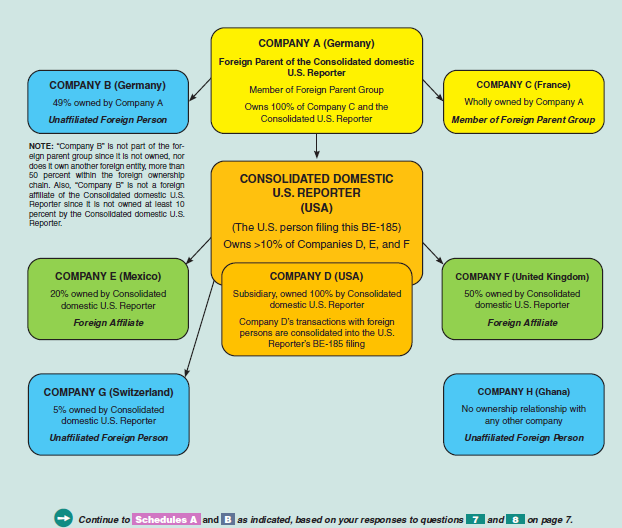 COMPANY A (Germany)
Foreign Parent of the Consolidated domestic
U.S. Reporter
Member of Foreign Parent Group
Owns 100% of Company C and the
Consolidated U.S. Reporter
COMPANY B (Germany)
49% owned by Company A
Unaffiliated Foreign Person
COMPANY C (France)
Wholly owned by Company A
Member of Foreign Parent Group
NOTE: "Company B" is not part of the for-
eign parent group since it is not owned, nor
does it own another foreign entity, more than
50 percent within the foreign ownership
chain. Also, "Company B" is not a foreign
affiliate of the Consolidated domestic U.S.
Reporter since it is not owned at least 10
percent by the Consolidated domestic U.S.
Reporter.
CONSOLIDATED DOMESTIC
U.S. REPORTER
(USA)
(The U.S. person filing this BE-185)
Owns >10% of Companies D, E, and F
COMPANY E (Mexico)
20% owned by Consolidated
domestic U.S. Reporter
Foreign Affiliate
COMPANY D (USA)
Subsidiary, owned 100% by Consolidated
domestic U.S. Reporter
Company D's transactions with foreign
persons are consolidated into the U.S.
Reporter's BE-185 filing
COMPANY F (United Kingdom)
50% owned by Consolidated
domestic U.S. Reporter
Foreign Affiliate
COMPANY G (Switzerland)
5% owned by Consolidated
domestic U.S. Reporter
Unaffiliated Foreign Person
COMPANY H (Ghana)
No ownership relationship with
any other company
Unaffiliated Foreign Person
Continue to Schedules A and B as indicated, based on your responses to questions 7 and 8 on page 7.